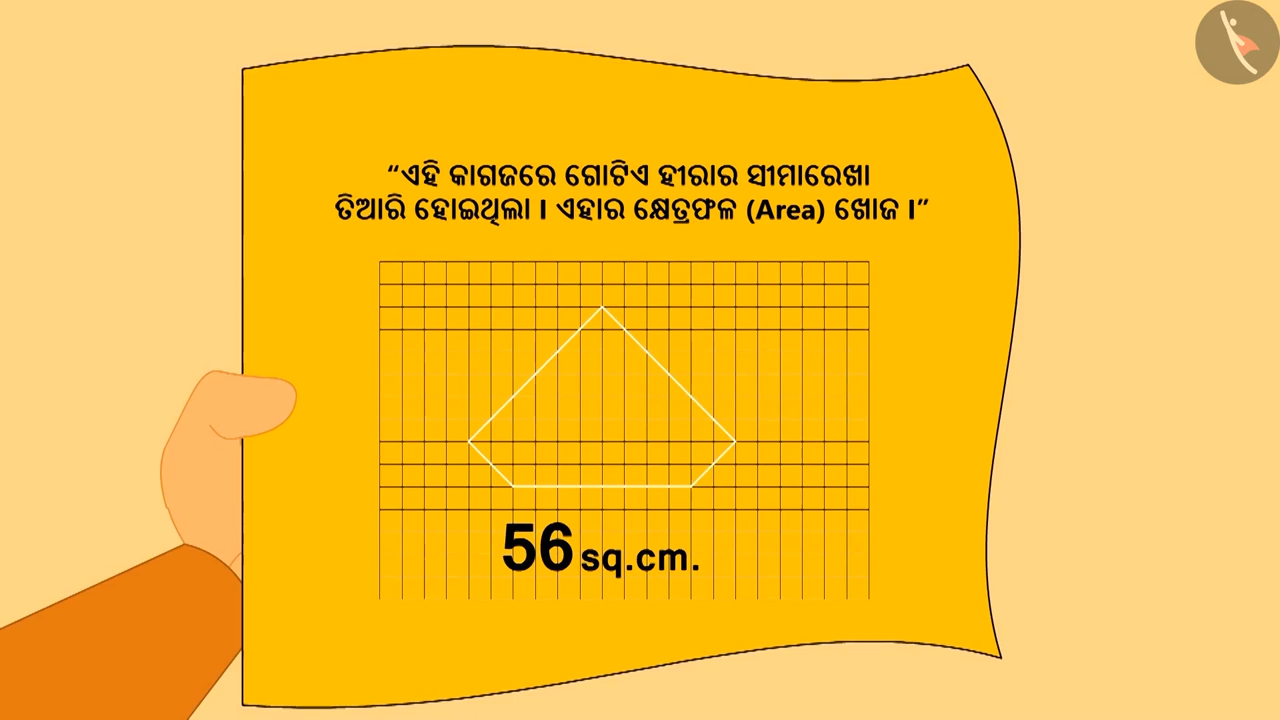 “ଏହି କାଗଜରେ ଗୋଟିଏ ହୀରାର ସୀମାରେଖା
ତିଆରି ହୋଇଥିଲା । ଏହାର କ୍ଷେତ୍ରଫଳ (Area) ଖୋଜ ।”
56 sq.cm.